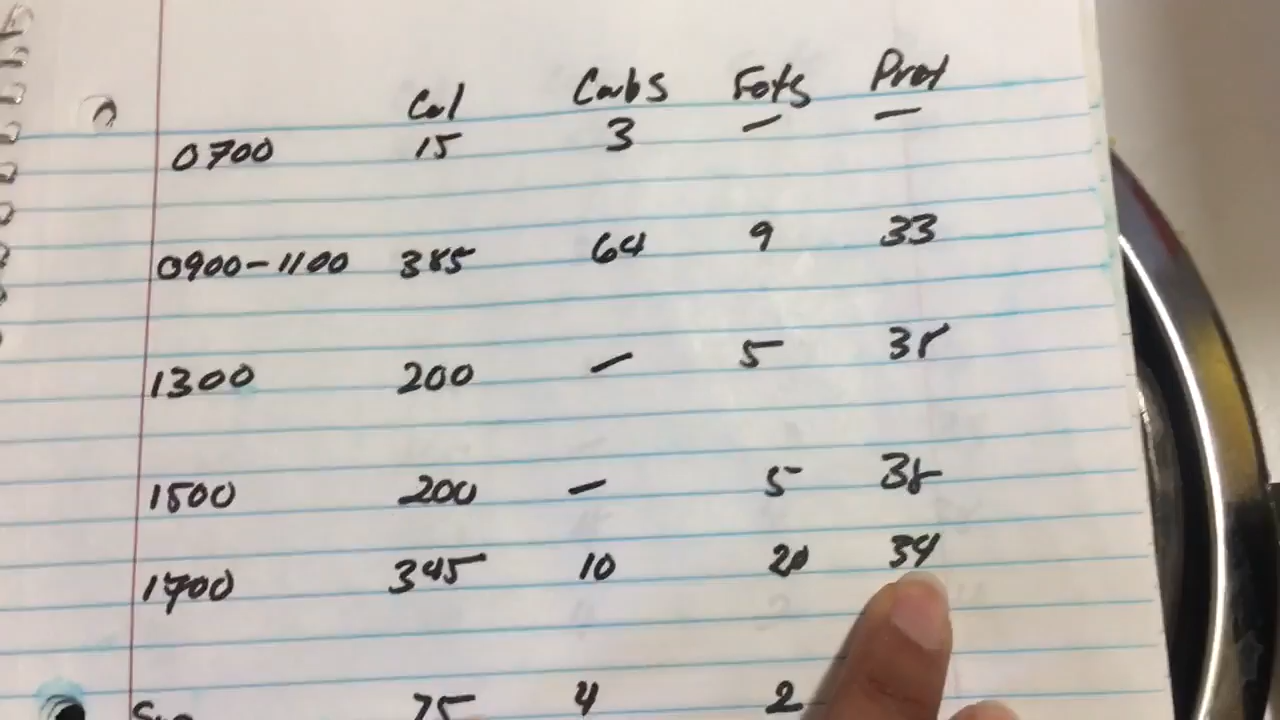 Cal Carbs Fats Prot
0700 15 3 — —
0900-1100 385 64 9 33
1300 200 — 5 38
1500 200 — 5 38
1700 345 10 20 34
75 4 2